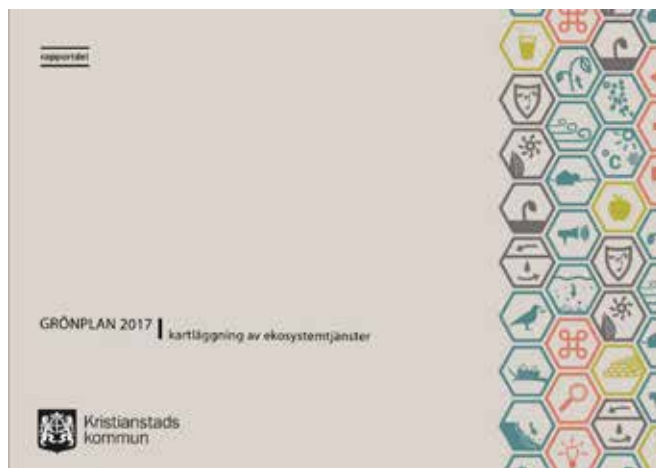 rapportdel
GRÖNPLAN 2017 | kartläggning av ekosystemtjänster
Kristianstads
kommun
°C